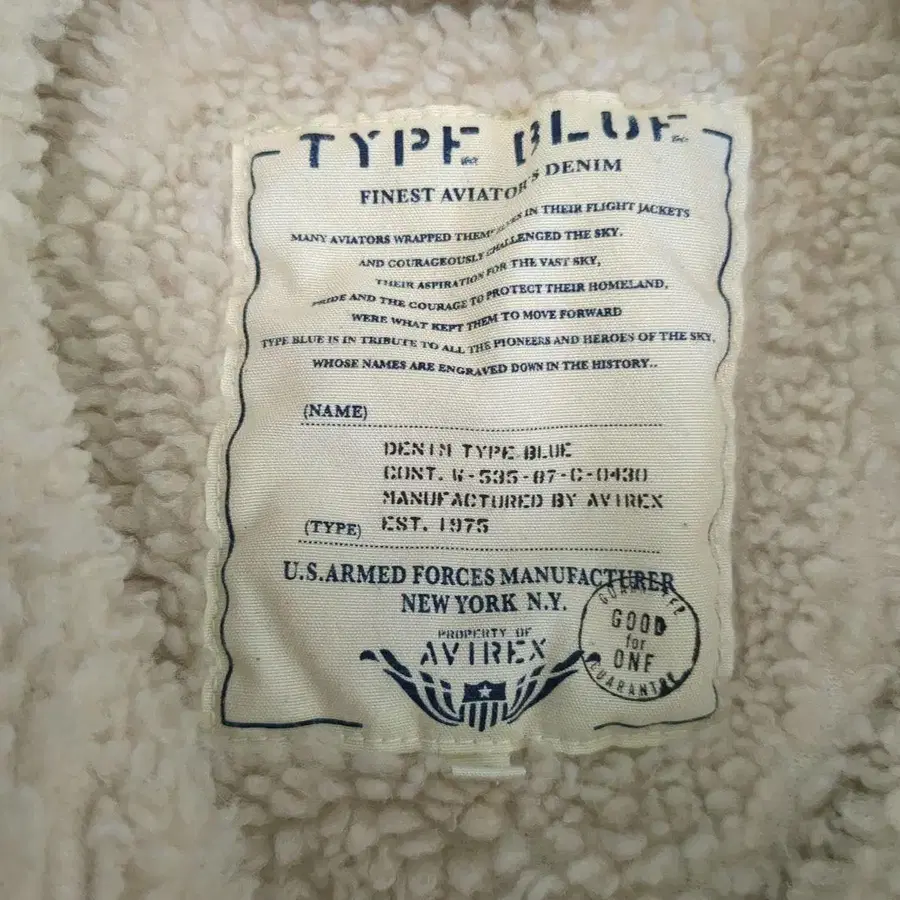 TYPE BLUE
FINEST AVIATOR'S DENIM
MANY AVIATORS WRAPPED THEMSELVES IN THEIR FLIGHT JACKETS
AND COURAGEOUSLY CHALLENGED THE SKY.
THEIR ASPIRATION FOR THE VAST SKY,
PRIDE AND THE COURAGE TO PROTECT THEIR HOMELAND,
WERE WHAT KEPT THEM TO MOVE FORWARD
TYPE BLUE IS IN TRIBUTE TO ALL THE PIONEERS AND HEROES OF THE SKY,
WHOSE NAMES ARE ENGRAVED DOWN IN THE HISTORY..
(NAME)
DENIM TYPE BLUE
CONT. W-535-87-C-0430
MANUFACTURED BY AVIREX
(TYPE) EST. 1975
U.S.ARMED FORCES MANUFACTURER
NEW YORK N.Y.
PROPERTY OF
AVIREX
GUARANTEE
GOOD
for
ONE
GUARANTEE